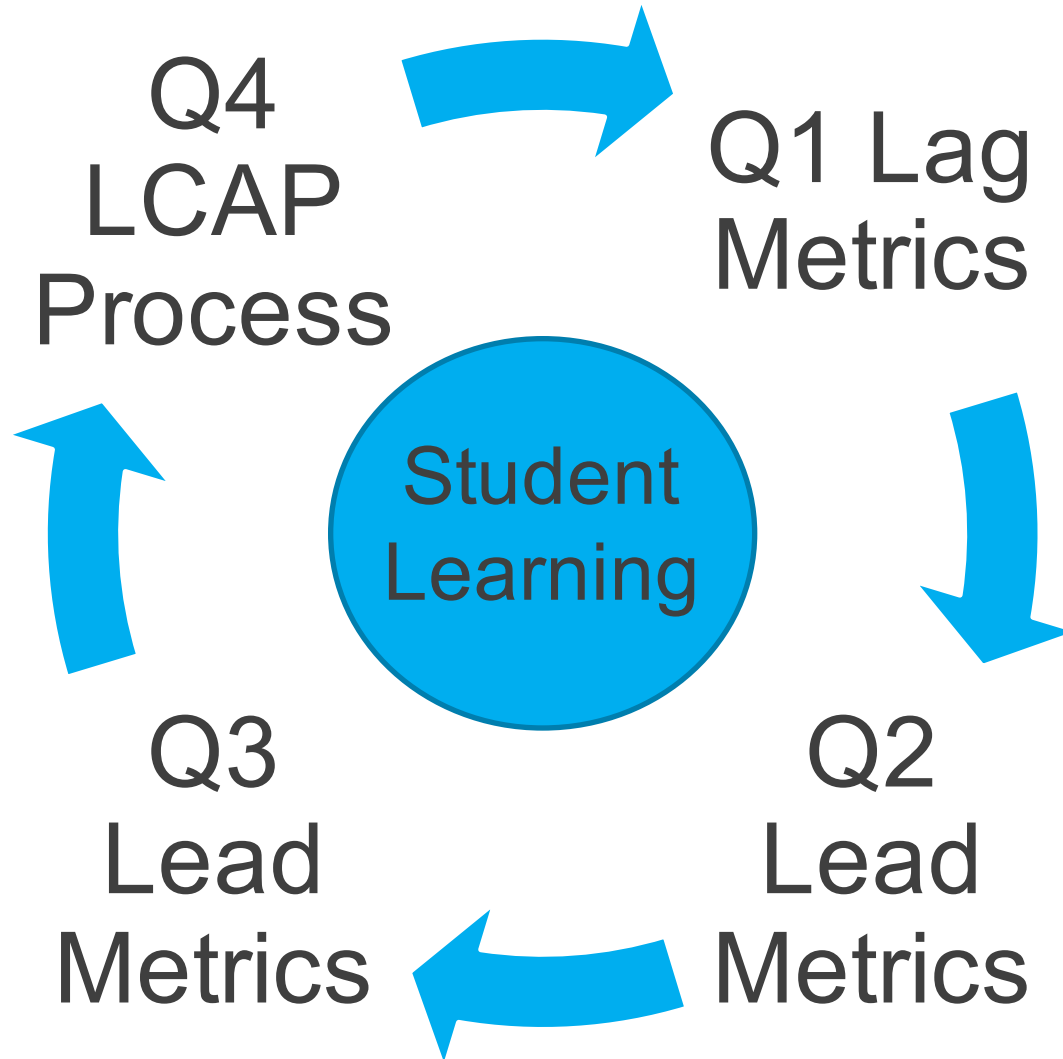 Q4
LCAP
Process
Q1 Lag
Metrics
Student
Learning
Q3
Lead
Metrics
Q2
Lead
Metrics